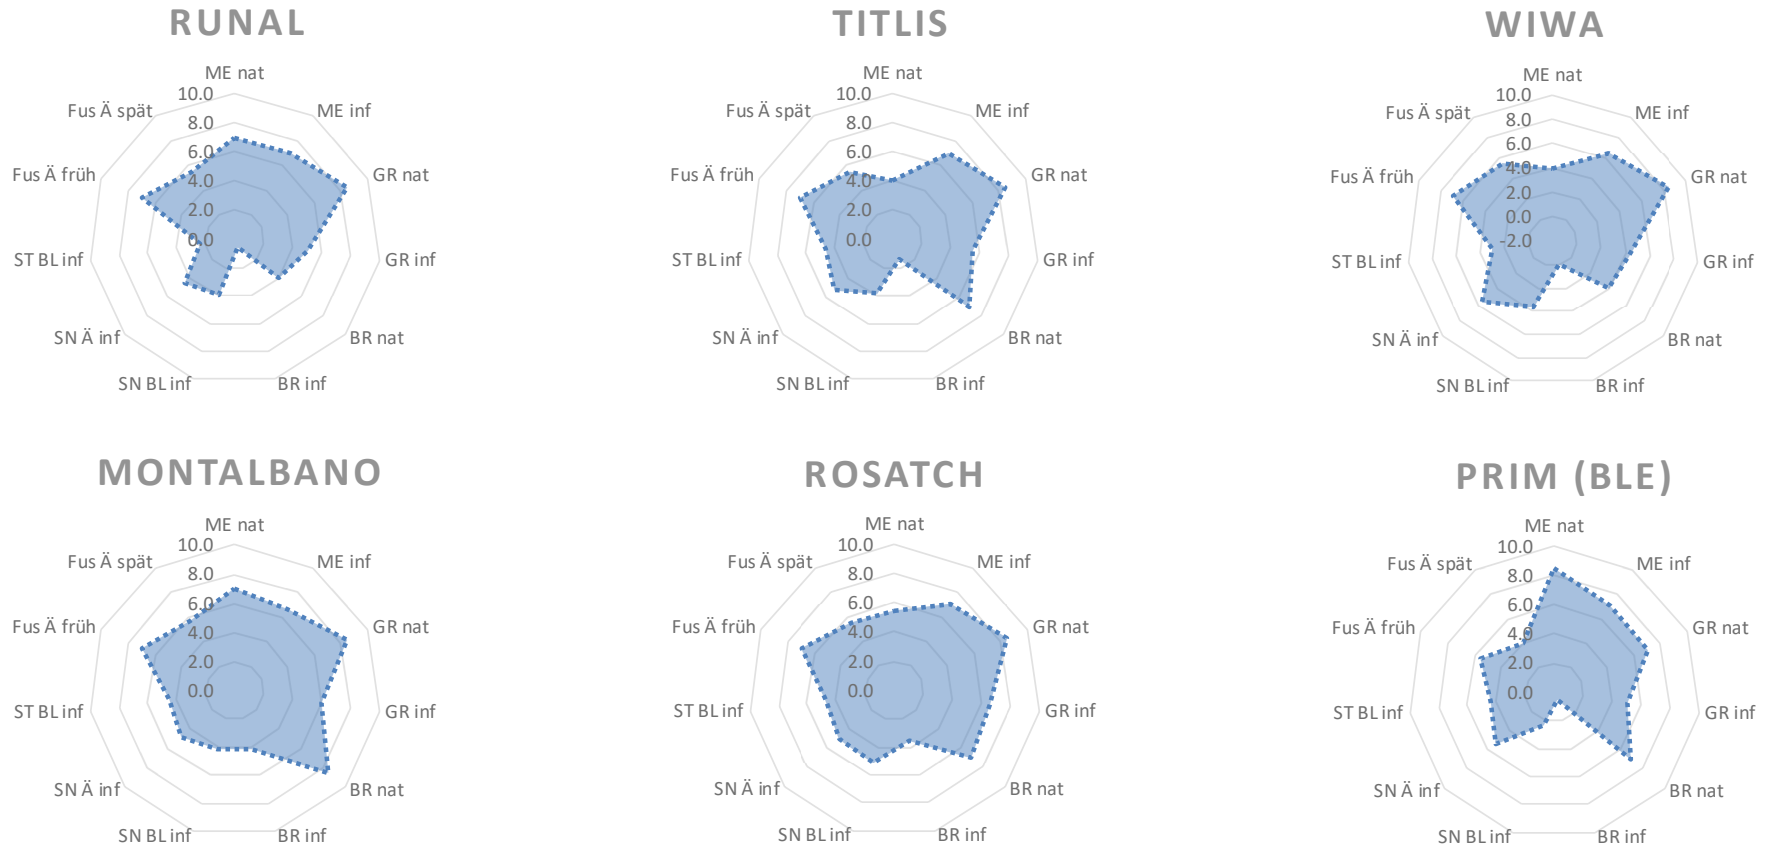 RUNAL
ME nat
ME inf
GR nat
GR inf
BR nat
BR inf
SN BL inf
SN Ä inf
ST BL inf
Fus Ä früh
Fus Ä spät
10.0
8.0
6.0
4.0
2.0
0.0
TITLIS
ME nat
ME inf
GR nat
GR inf
BR nat
BR inf
SN BL inf
SN Ä inf
ST BL inf
Fus Ä früh
Fus Ä spät
10.0
8.0
6.0
4.0
2.0
0.0
WIWA
ME nat
ME inf
GR nat
GR inf
BR nat
BR inf
SN BL inf
SN Ä inf
ST BL inf
Fus Ä früh
Fus Ä spät
10.0
8.0
6.0
4.0
2.0
0.0
-2.0
MONTALBANO
ME nat
ME inf
GR nat
GR inf
BR nat
BR inf
SN BL inf
SN Ä inf
ST BL inf
Fus Ä früh
Fus Ä spät
10.0
8.0
6.0
4.0
2.0
0.0
ROSATCH
ME nat
ME inf
GR nat
GR inf
BR nat
BR inf
SN BL inf
SN Ä inf
ST BL inf
Fus Ä früh
Fus Ä spät
10.0
8.0
6.0
4.0
2.0
0.0
PRIM (BLE)
ME nat
ME inf
GR nat
GR inf
BR nat
BR inf
SN BL inf
SN Ä inf
ST BL inf
Fus Ä früh
Fus Ä spät
10.0
8.0
6.0
4.0
2.0
0.0